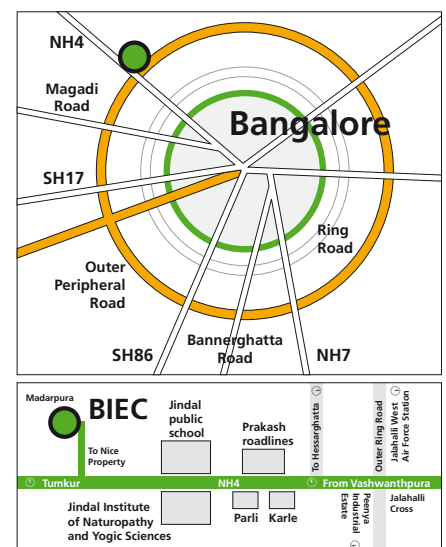 NH4
Magadi
Road
Bangalore
SH17
Ring
Road
Outer
Peripheral
Road
Bannerghatta
Road
SH86
NH7
Madarpura
BIEC
Jindal
public
school
Prakash
roadlines
To Hessarghatta
Outer Ring Road
Jalahalli West
Air Force Station
To Nice
Property
Tumkur
NH4
From Vashwanthpura
Jindal Institute
of Naturopathy
and Yogic Sciences
Parli
Karle
Peenya
Industrial
Estate
Jalahalli
Cross